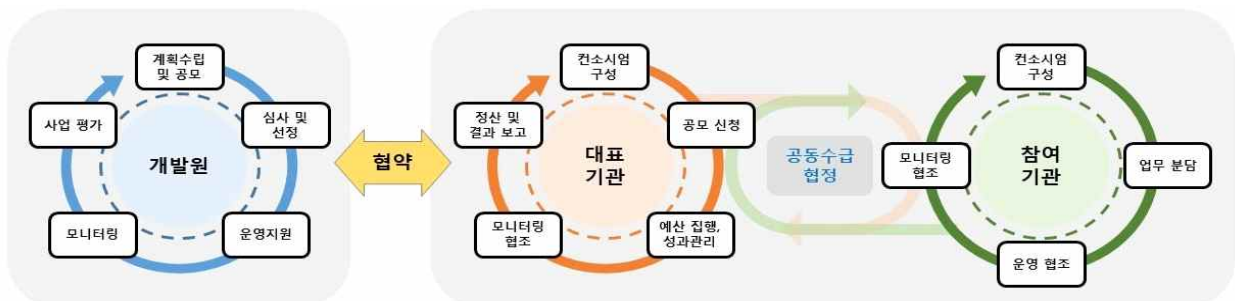 계획수립
및 공모
사업 평가
심사 및
선정
개발원
모니터링
운영지원
협약
컨소시엄
구성
정산 및
결과 보고
공모 신청
대표
기관
모니터링
협조
예산 집행,
성과관리
공동수급
협정
컨소시엄
구성
모니터링
협조
참여
기관
업무 분담
운영 협조